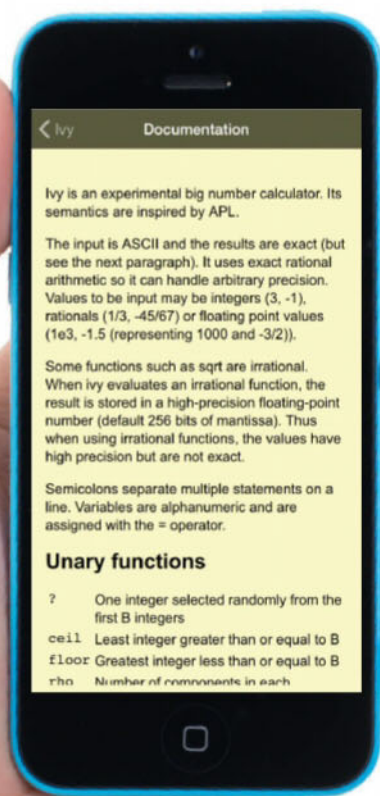 Ivy Documentation
Ivy is an experimental big number calculator. Its
semantics are inspired by APL.
The input is ASCII and the results are exact (but
see the next paragraph). It uses exact rational
arithmetic so it can handle arbitrary precision.
Values to be input may be integers (3, -1),
rationals (1/3, -45/67) or floating point values
(1e3, -1.5 (representing 1000 and -3/2)).
Some functions such as sqrt are irrational.
When ivy evaluates an irrational function, the
result is stored in a high-precision floating-point
number (default 256 bits of mantissa). Thus
when using irrational functions, the values have
high precision but are not exact.
Semicolons separate multiple statements on a
line. Variables are alphanumeric and are
assigned with the = operator.
Unary functions
? One integer selected randomly from the
first B integers
ceil Least integer greater than or equal to B
floor Greatest integer less than or equal to B
rho Number of components in each